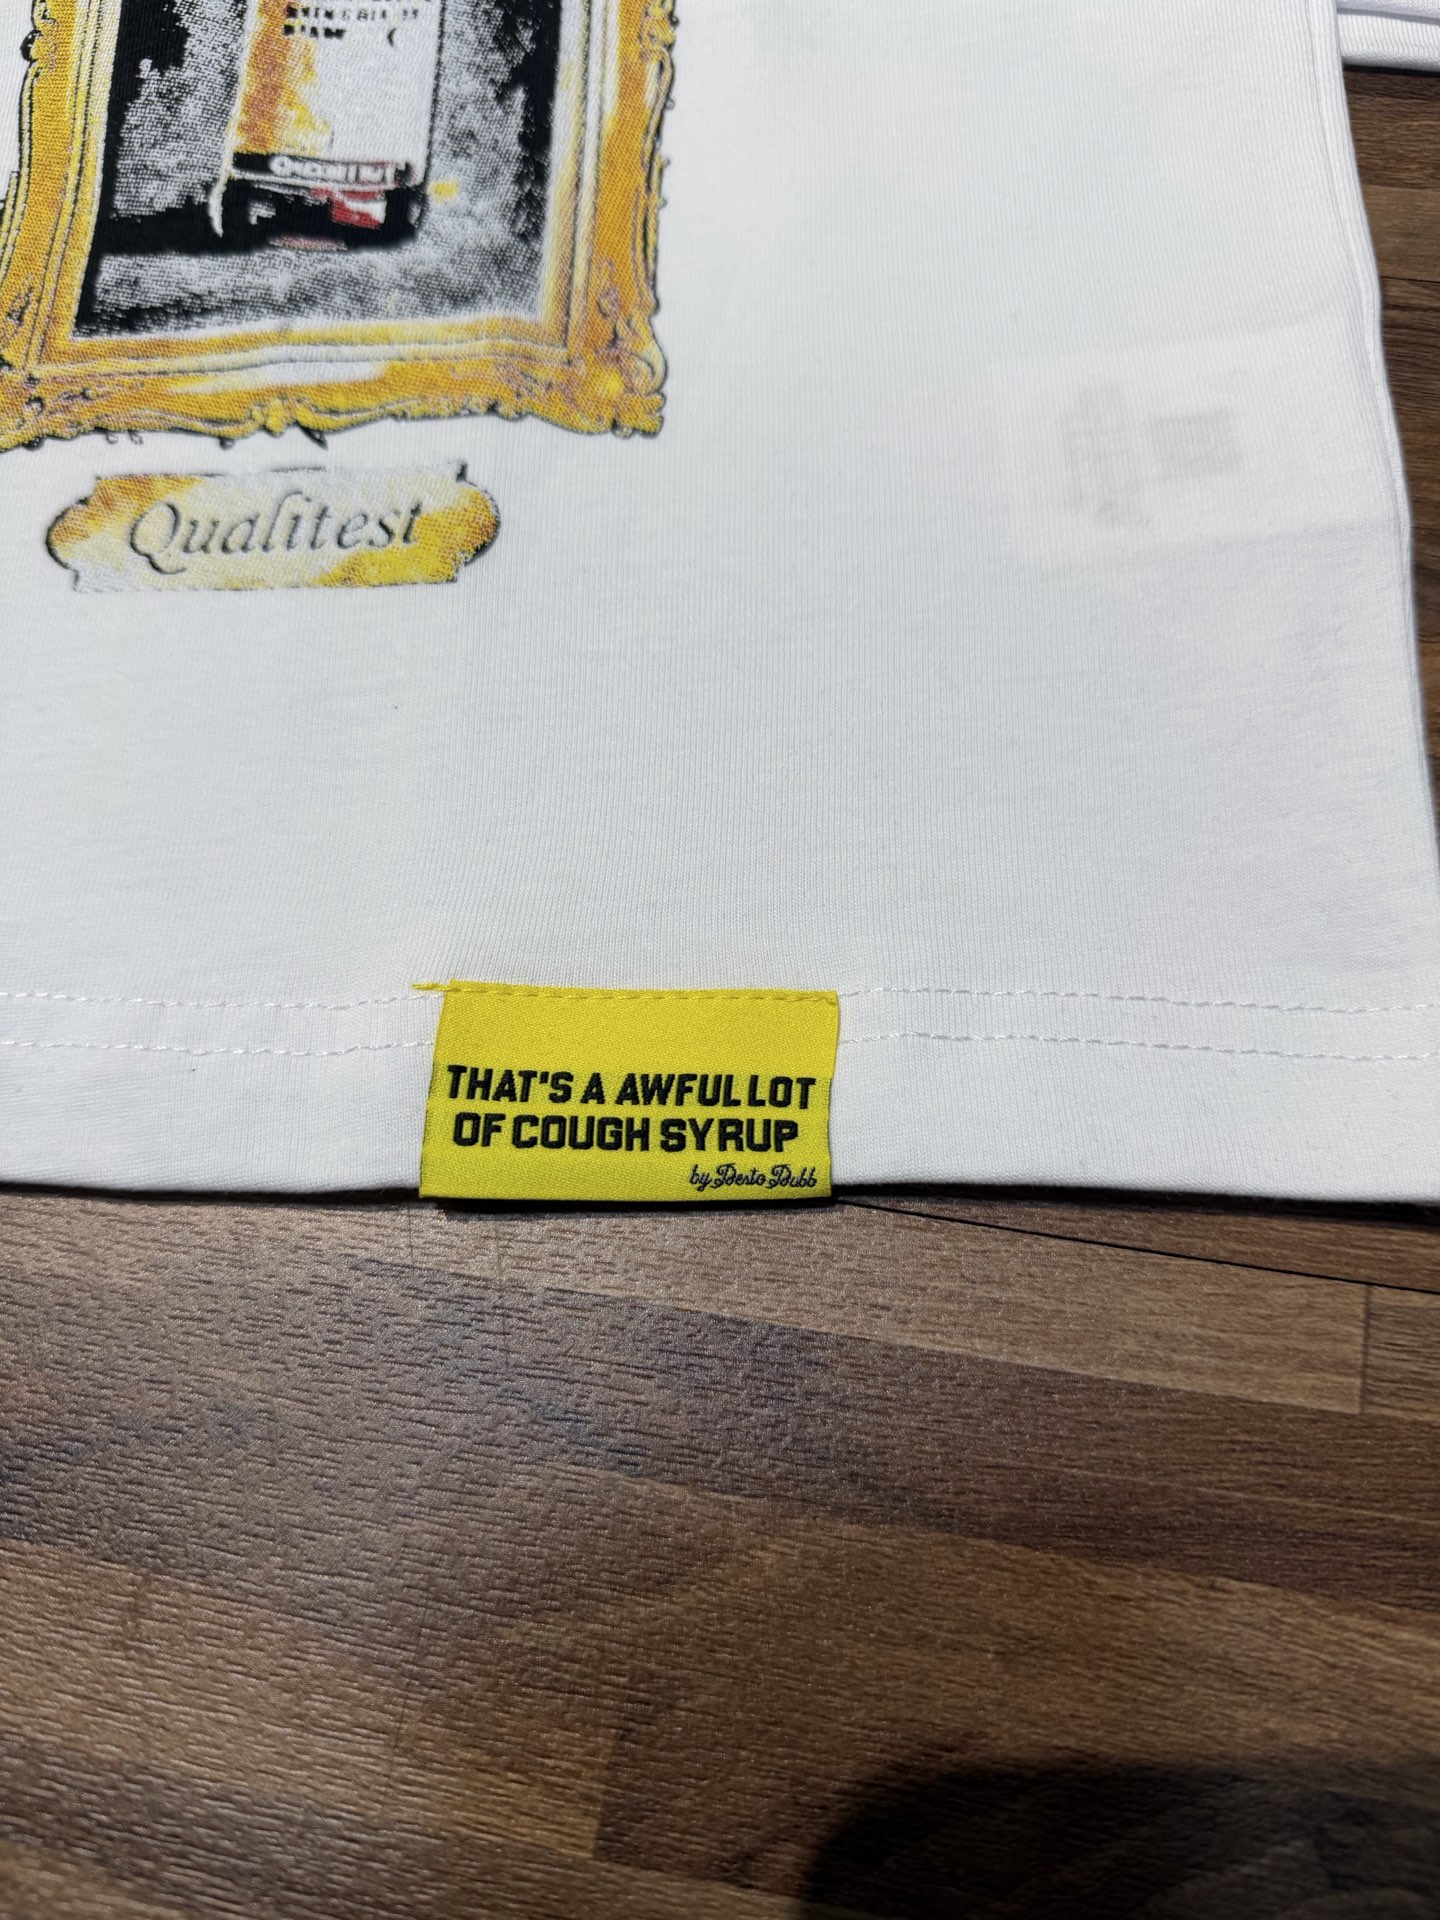 Qualitest
THAT'S A AWFUL LOT
OF COUGH SYRUP
by Desto Dubb